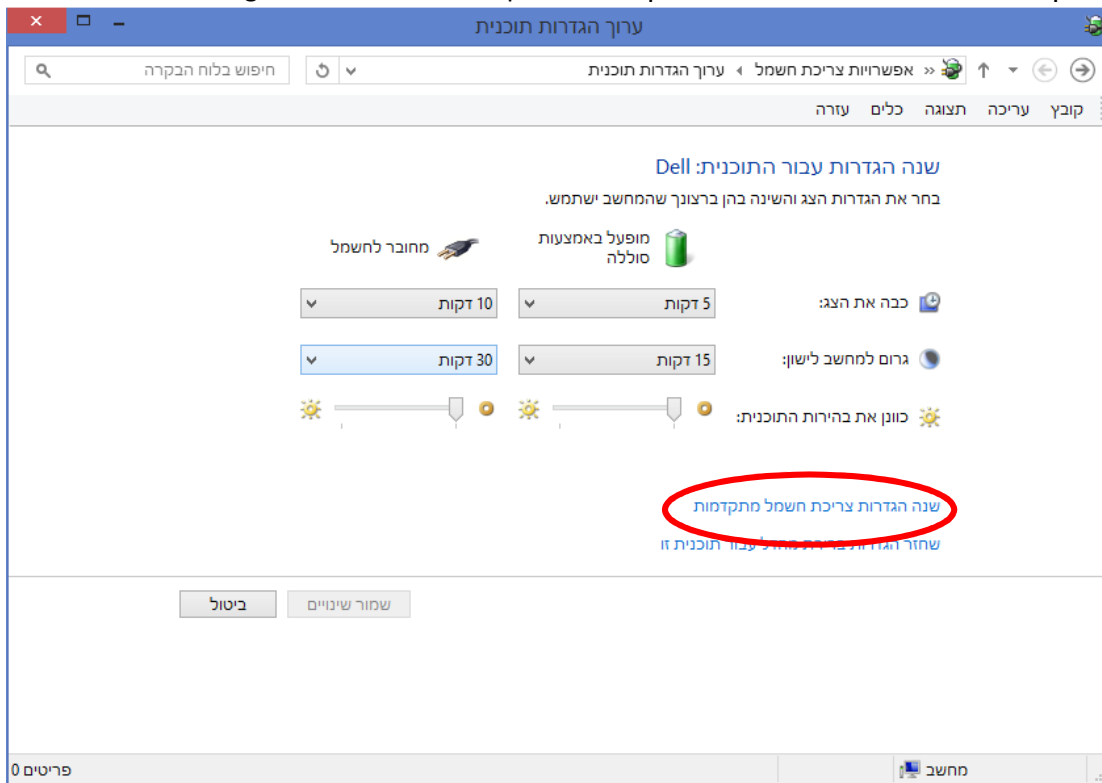 ערוך הגדרות תוכנית
אפשרויות צריכת חשמל
ערוך הגדרות תוכנית
חיפוש בלוח הבקרה
קובץ עריכה תצוגה כלים עזרה
שנה הגדרות עבור התוכנית: Dell
בחר את הגדרות הצג והשינה בהן ברצונך שהמחשב ישתמש.
מופעל באמצעות
סוללה
מחובר לחשמל
כבה את הצג: 5 דקות 10 דקות
גרום למחשב לישון: 15 דקות 30 דקות
כוונן את בהירות התוכנית:
שנה הגדרות צריכת חשמל מתקדמות
שחזר הגדרות ברירת מחדל עבור תוכנית זו
שמור שינויים ביטול
מחשב
פריטים 0